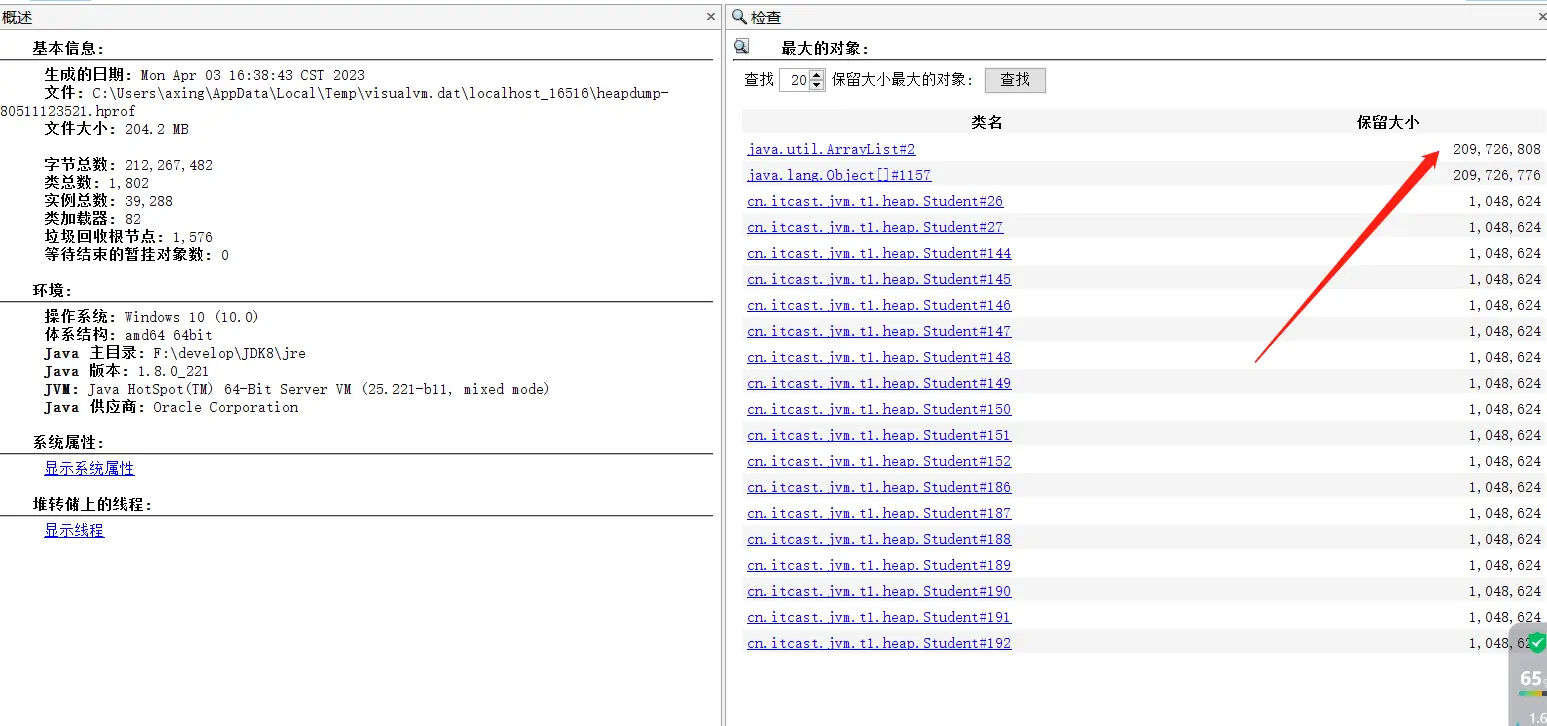 概述
基本信息:
生成的日期: Mon Apr 03 16:38:43 CST 2023
文件: C:\Users\axing\AppData\Local\Temp\visualvm.dat\localhost_16516\heapdump-
80511123521.hprof
文件大小: 204.2 MB
字节总数: 212,267,482
类总数: 1,802
实例总数: 39,288
类加载器: 82
垃圾回收根节点: 1,576
等待结束的暂挂对象数: 0
环境:
操作系统: Windows 10 (10.0)
体系结构: amd64 64bit
Java 主目录: F:\develop\JDK8\jre
Java 版本: 1.8.0_221
JVM: Java HotSpot(TM) 64-Bit Server VM (25.221-b11, mixed mode)
Java 供应商: Oracle Corporation
系统属性:
显示系统属性
堆转储上的线程:
显示线程
检查
最大的对象:
查找 20 保留大小最大的对象: 查找
类名 保留大小
java.util.ArrayList#2 209,726,808
java.lang.Object[]#1157 209,726,776
cn.itcast.jvm.t1.heap.Student#26 1,048,624
cn.itcast.jvm.t1.heap.Student#27 1,048,624
cn.itcast.jvm.t1.heap.Student#144 1,048,624
cn.itcast.jvm.t1.heap.Student#145 1,048,624
cn.itcast.jvm.t1.heap.Student#146 1,048,624
cn.itcast.jvm.t1.heap.Student#147 1,048,624
cn.itcast.jvm.t1.heap.Student#148 1,048,624
cn.itcast.jvm.t1.heap.Student#149 1,048,624
cn.itcast.jvm.t1.heap.Student#150 1,048,624
cn.itcast.jvm.t1.heap.Student#151 1,048,624
cn.itcast.jvm.t1.heap.Student#152 1,048,624
cn.itcast.jvm.t1.heap.Student#186 1,048,624
cn.itcast.jvm.t1.heap.Student#187 1,048,624
cn.itcast.jvm.t1.heap.Student#188 1,048,624
cn.itcast.jvm.t1.heap.Student#189 1,048,624
cn.itcast.jvm.t1.heap.Student#190 1,048,624
cn.itcast.jvm.t1.heap.Student#191 1,048,624
cn.itcast.jvm.t1.heap.Student#192
65